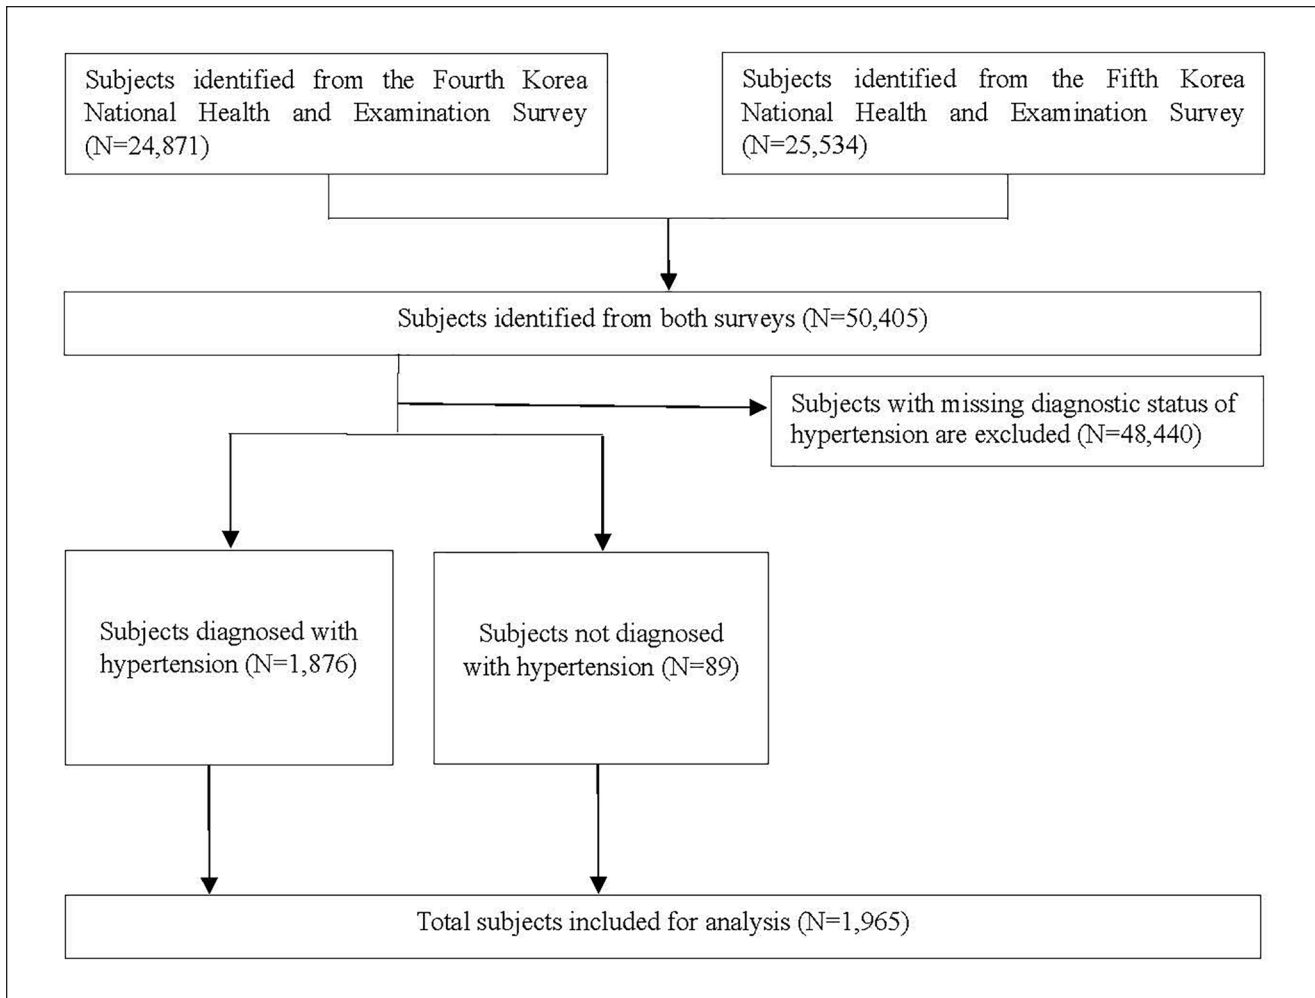 Subjects identified from the Fourth Korea
National Health and Examination Survey
(N=24,871)
Subjects identified from the Fifth Korea
National Health and Examination Survey
(N=25,534)
Subjects identified from both surveys (N=50,405)
Subjects with missing diagnostic status of
hypertension are excluded (N=48,440)
Subjects diagnosed with
hypertension (N=1,876)
Subjects not diagnosed
with hypertension (N=89)
Total subjects included for analysis (N=1,965)